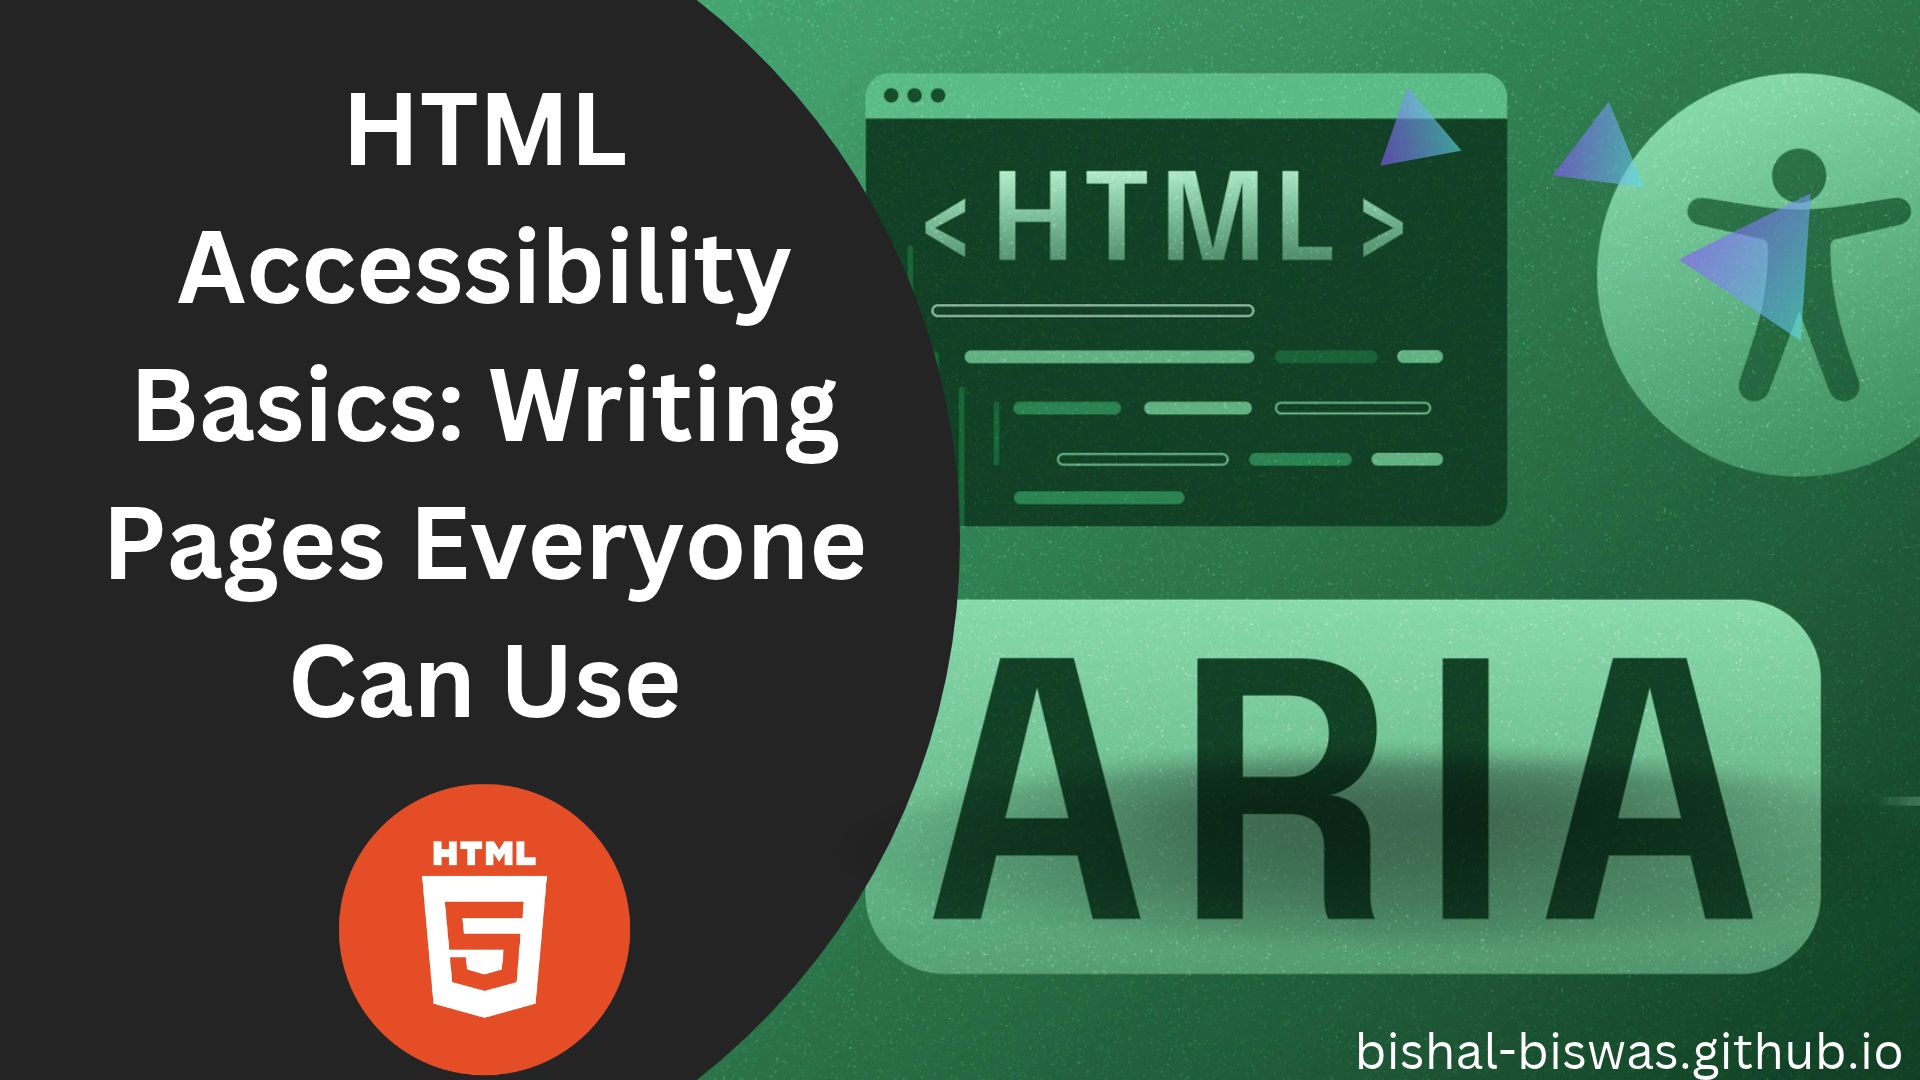 HTML
Accessibility
Basics: Writing
Pages Everyone
Can Use
HTML
5
<HTML>
ARIA
bishal-biswas.github.io